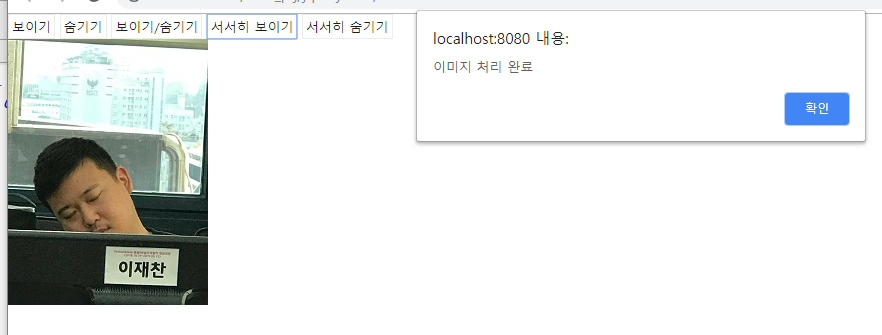 보이기 숨기기 보이기/숨기기 서서히 보이기 서서히 숨기기
localhost:8080 내용:
이미지 처리 완료
확인
이재찬